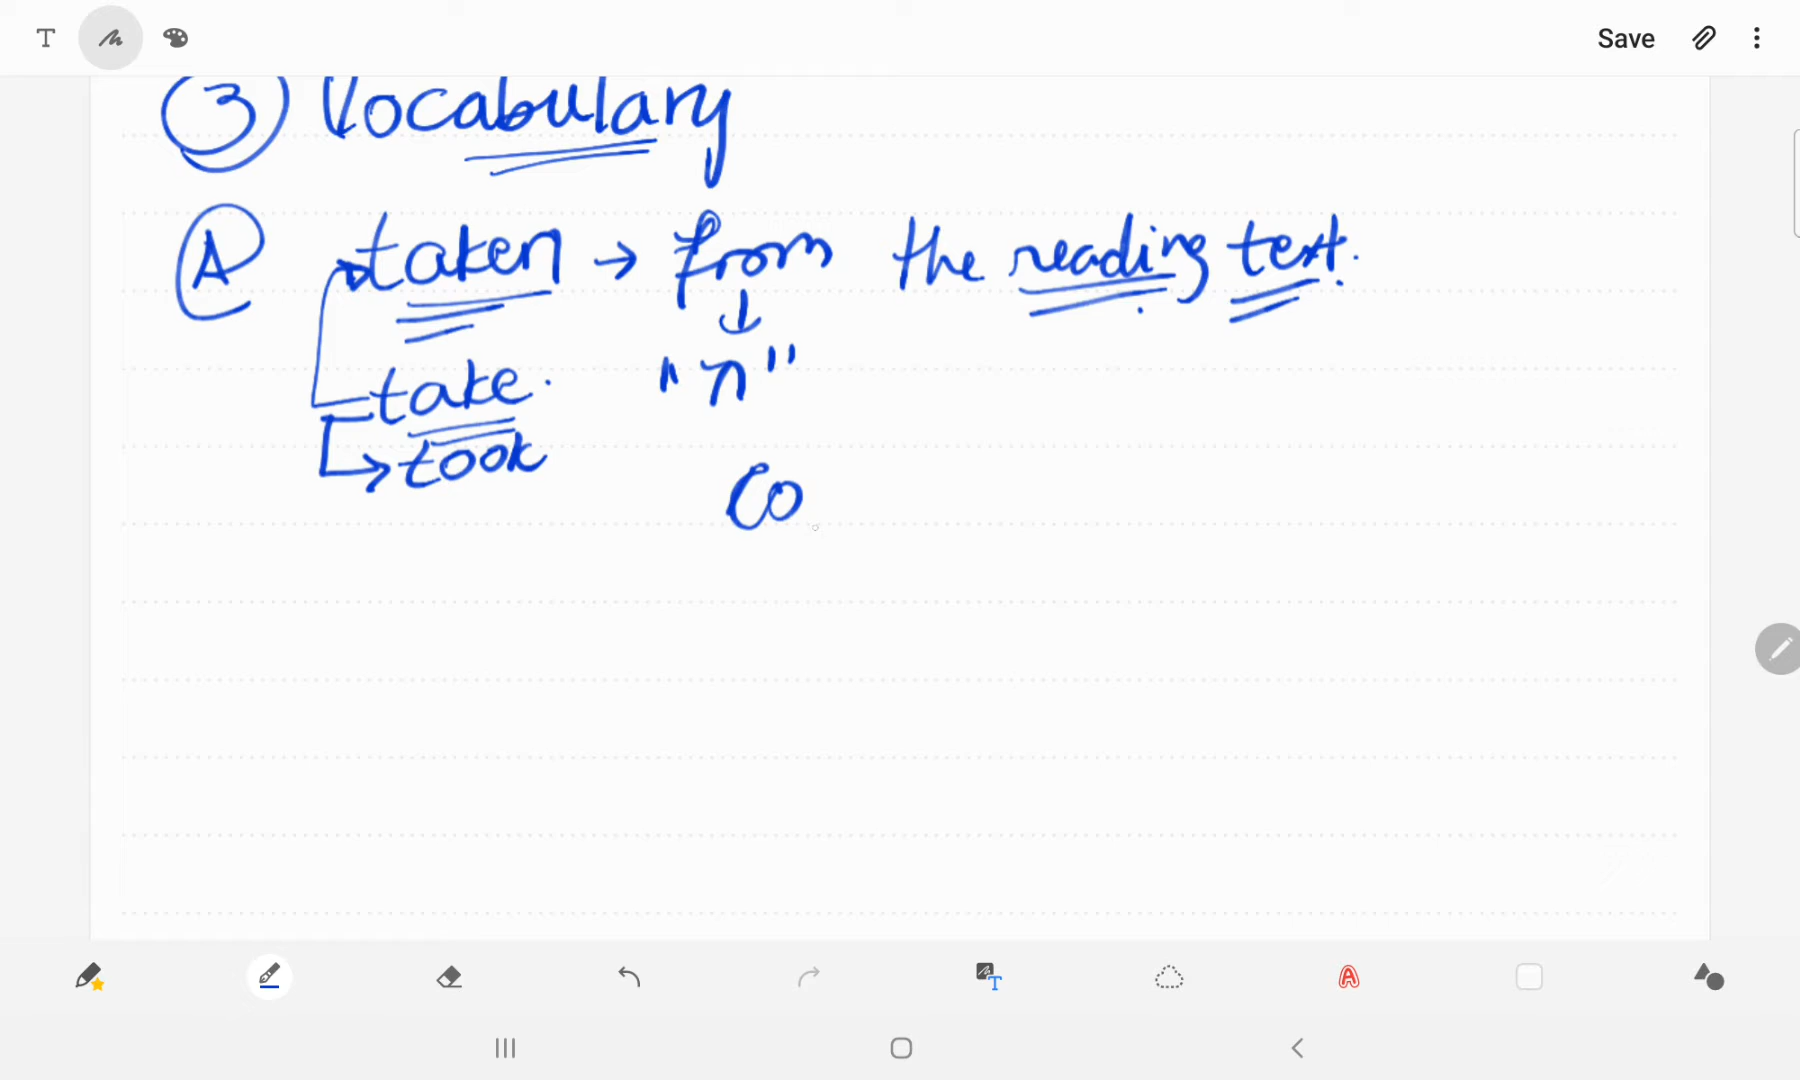 T Save
③ Vocabulary
Ⓐ taken → from the reading text.
take. "n"
took
Co